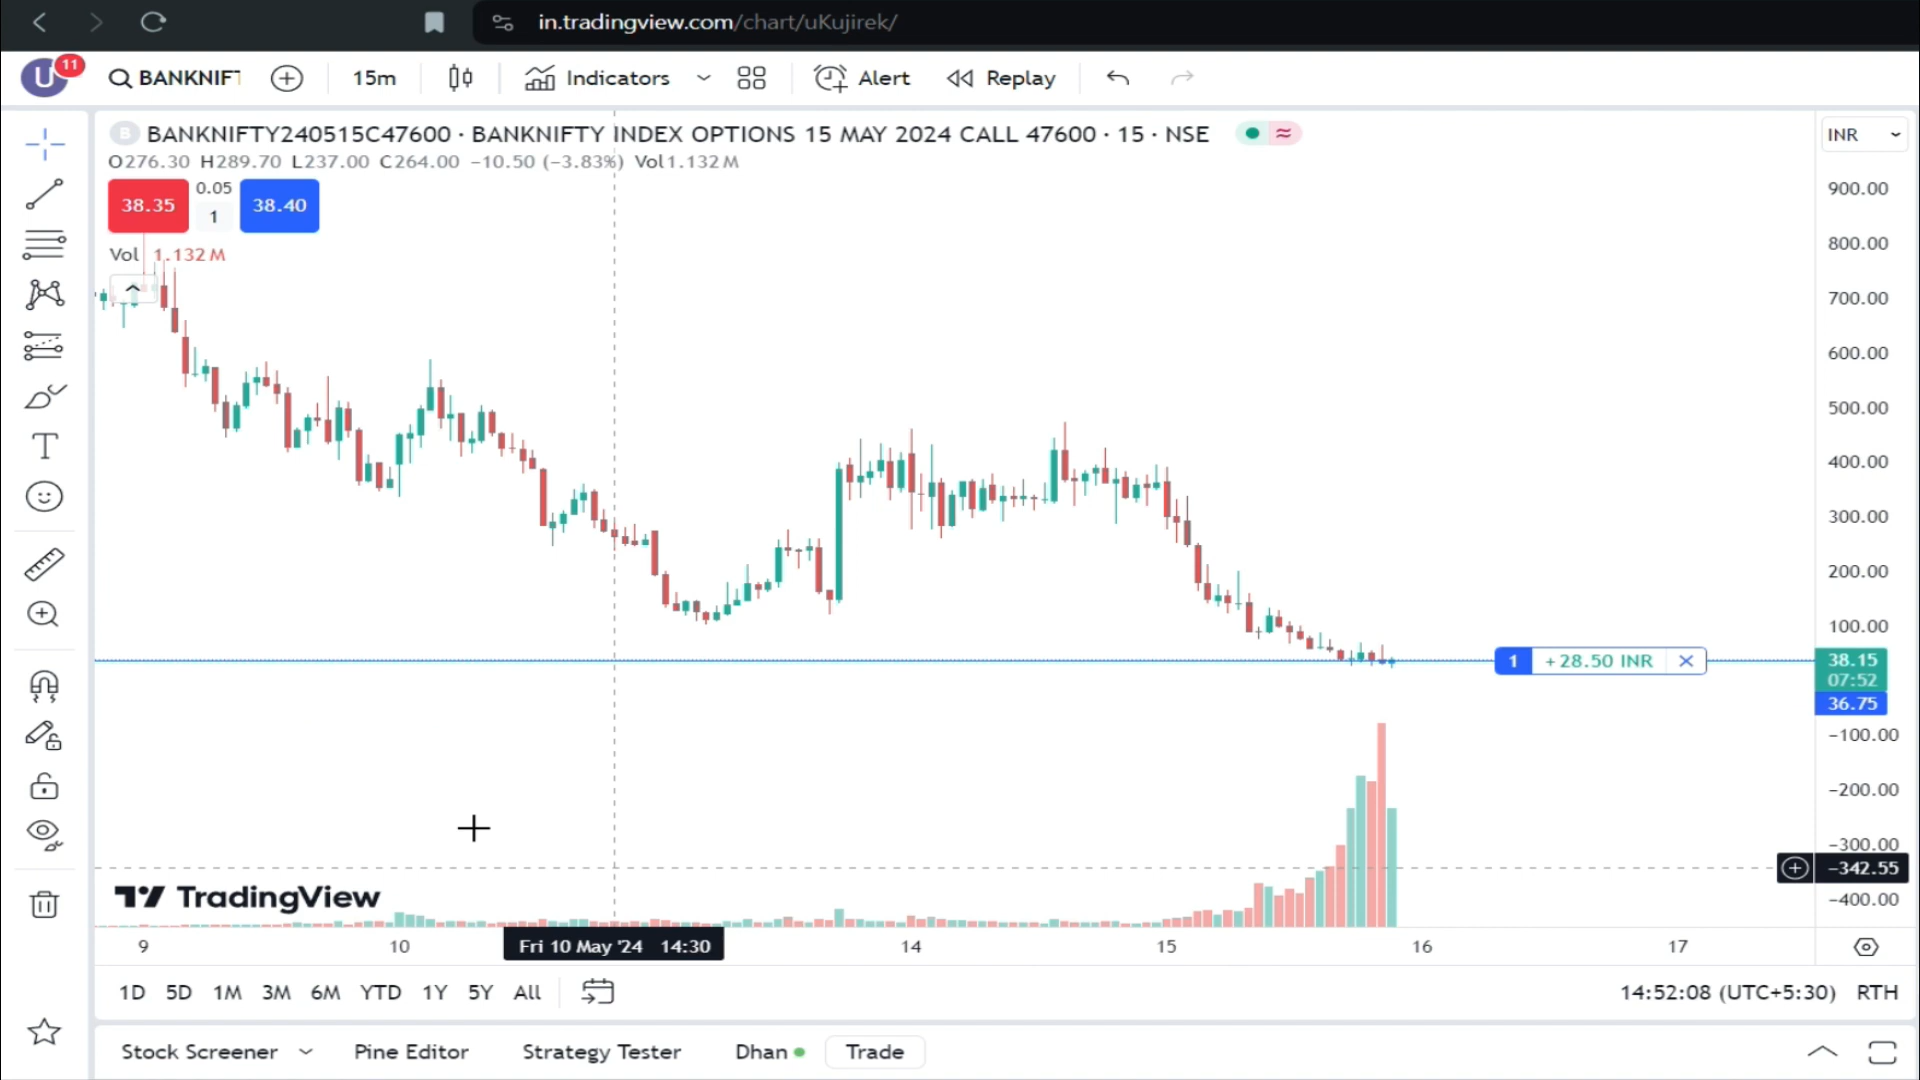 in.tradingview.com/chart/uKujirek/
U 11 BANKNIFT 15m Indicators Alert Replay
B BANKNIFTY240515C47600 · BANKNIFTY INDEX OPTIONS 15 MAY 2024 CALL 47600 · 15 · NSE
INR
O276.30 H289.70 L237.00 C264.00 −10.50 (−3.83%) Vol1.132 M
38.35 0.05 1 38.40
Vol 1.132 M
900.00
800.00
700.00
600.00
500.00
400.00
300.00
200.00
100.00
1 +28.50 INR
38.15
07:52
36.75
−100.00
−200.00
−300.00
−342.55
−400.00
TradingView
9 10 Fri 10 May '24 14:30 14 15 16 17
1D 5D 1M 3M 6M YTD 1Y 5Y All 14:52:08 (UTC+5:30) RTH
Stock Screener Pine Editor Strategy Tester Dhan Trade